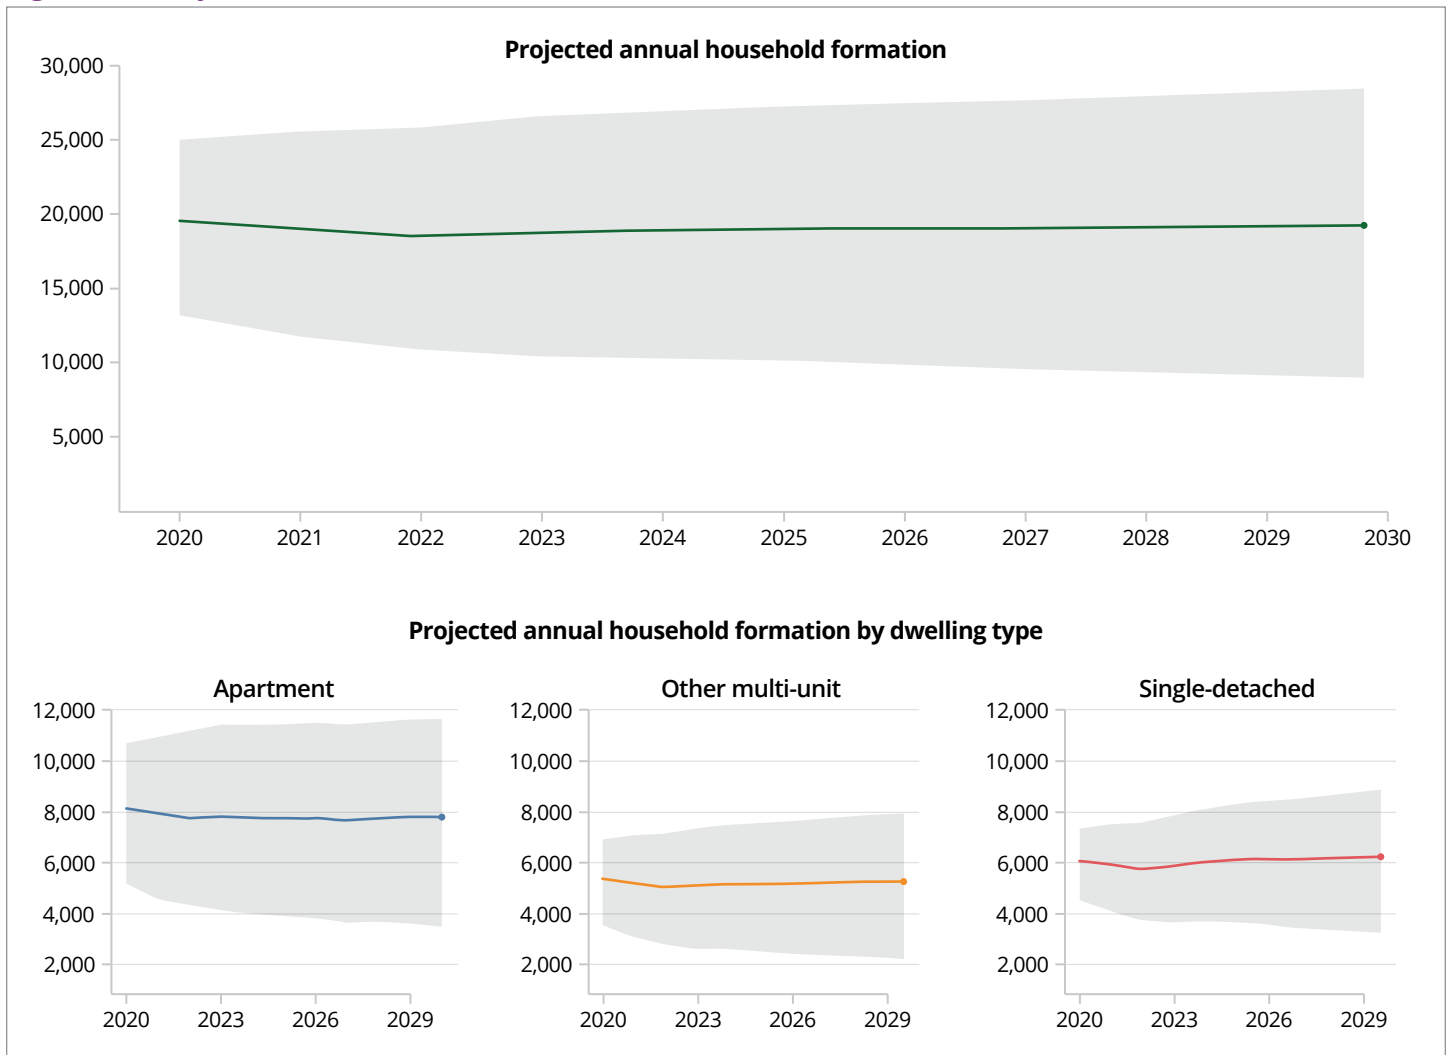 Projected annual household formation
30,000
25,000
20,000
15,000
10,000
5,000
2020 2021 2022 2023 2024 2025 2026 2027 2028 2029 2030
Projected annual household formation by dwelling type
Apartment
12,000
10,000
8,000
6,000
4,000
2,000
2020 2023 2026 2029
Other multi-unit
12,000
10,000
8,000
6,000
4,000
2,000
2020 2023 2026 2029
Single-detached
12,000
10,000
8,000
6,000
4,000
2,000
2020 2023 2026 2029